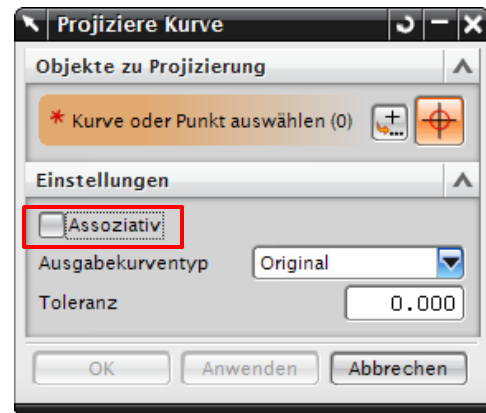 Projiziere Kurve
Objekte zu Projizierung
* Kurve oder Punkt auswählen (0)
Einstellungen
Assoziativ
Ausgabekurventyp Original
Toleranz 0.000
OK Anwenden Abbrechen